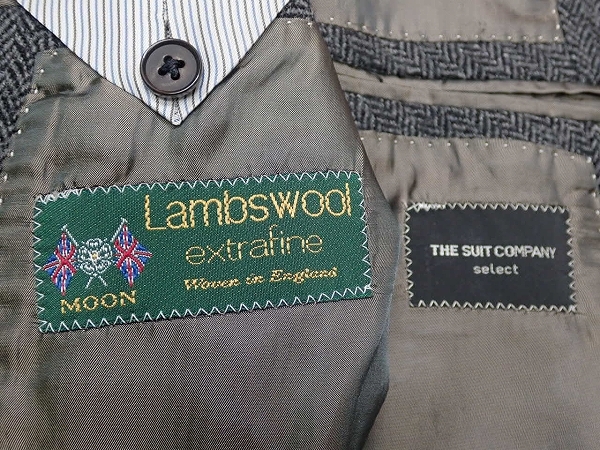 Lambswool
extrafine
Woven in England
MOON
THE SUIT COMPANY
select